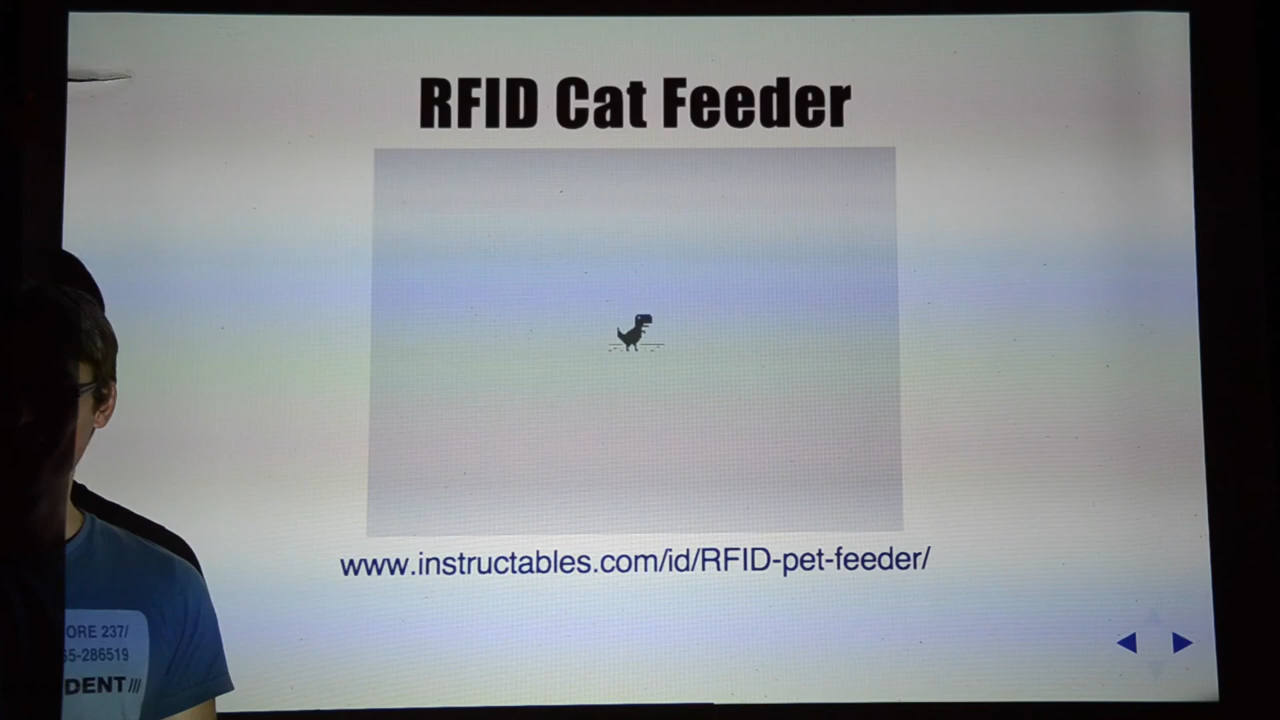 RFID Cat Feeder
www.instructables.com/id/RFID-pet-feeder/
ORE 237/
5-286519
DENT ///